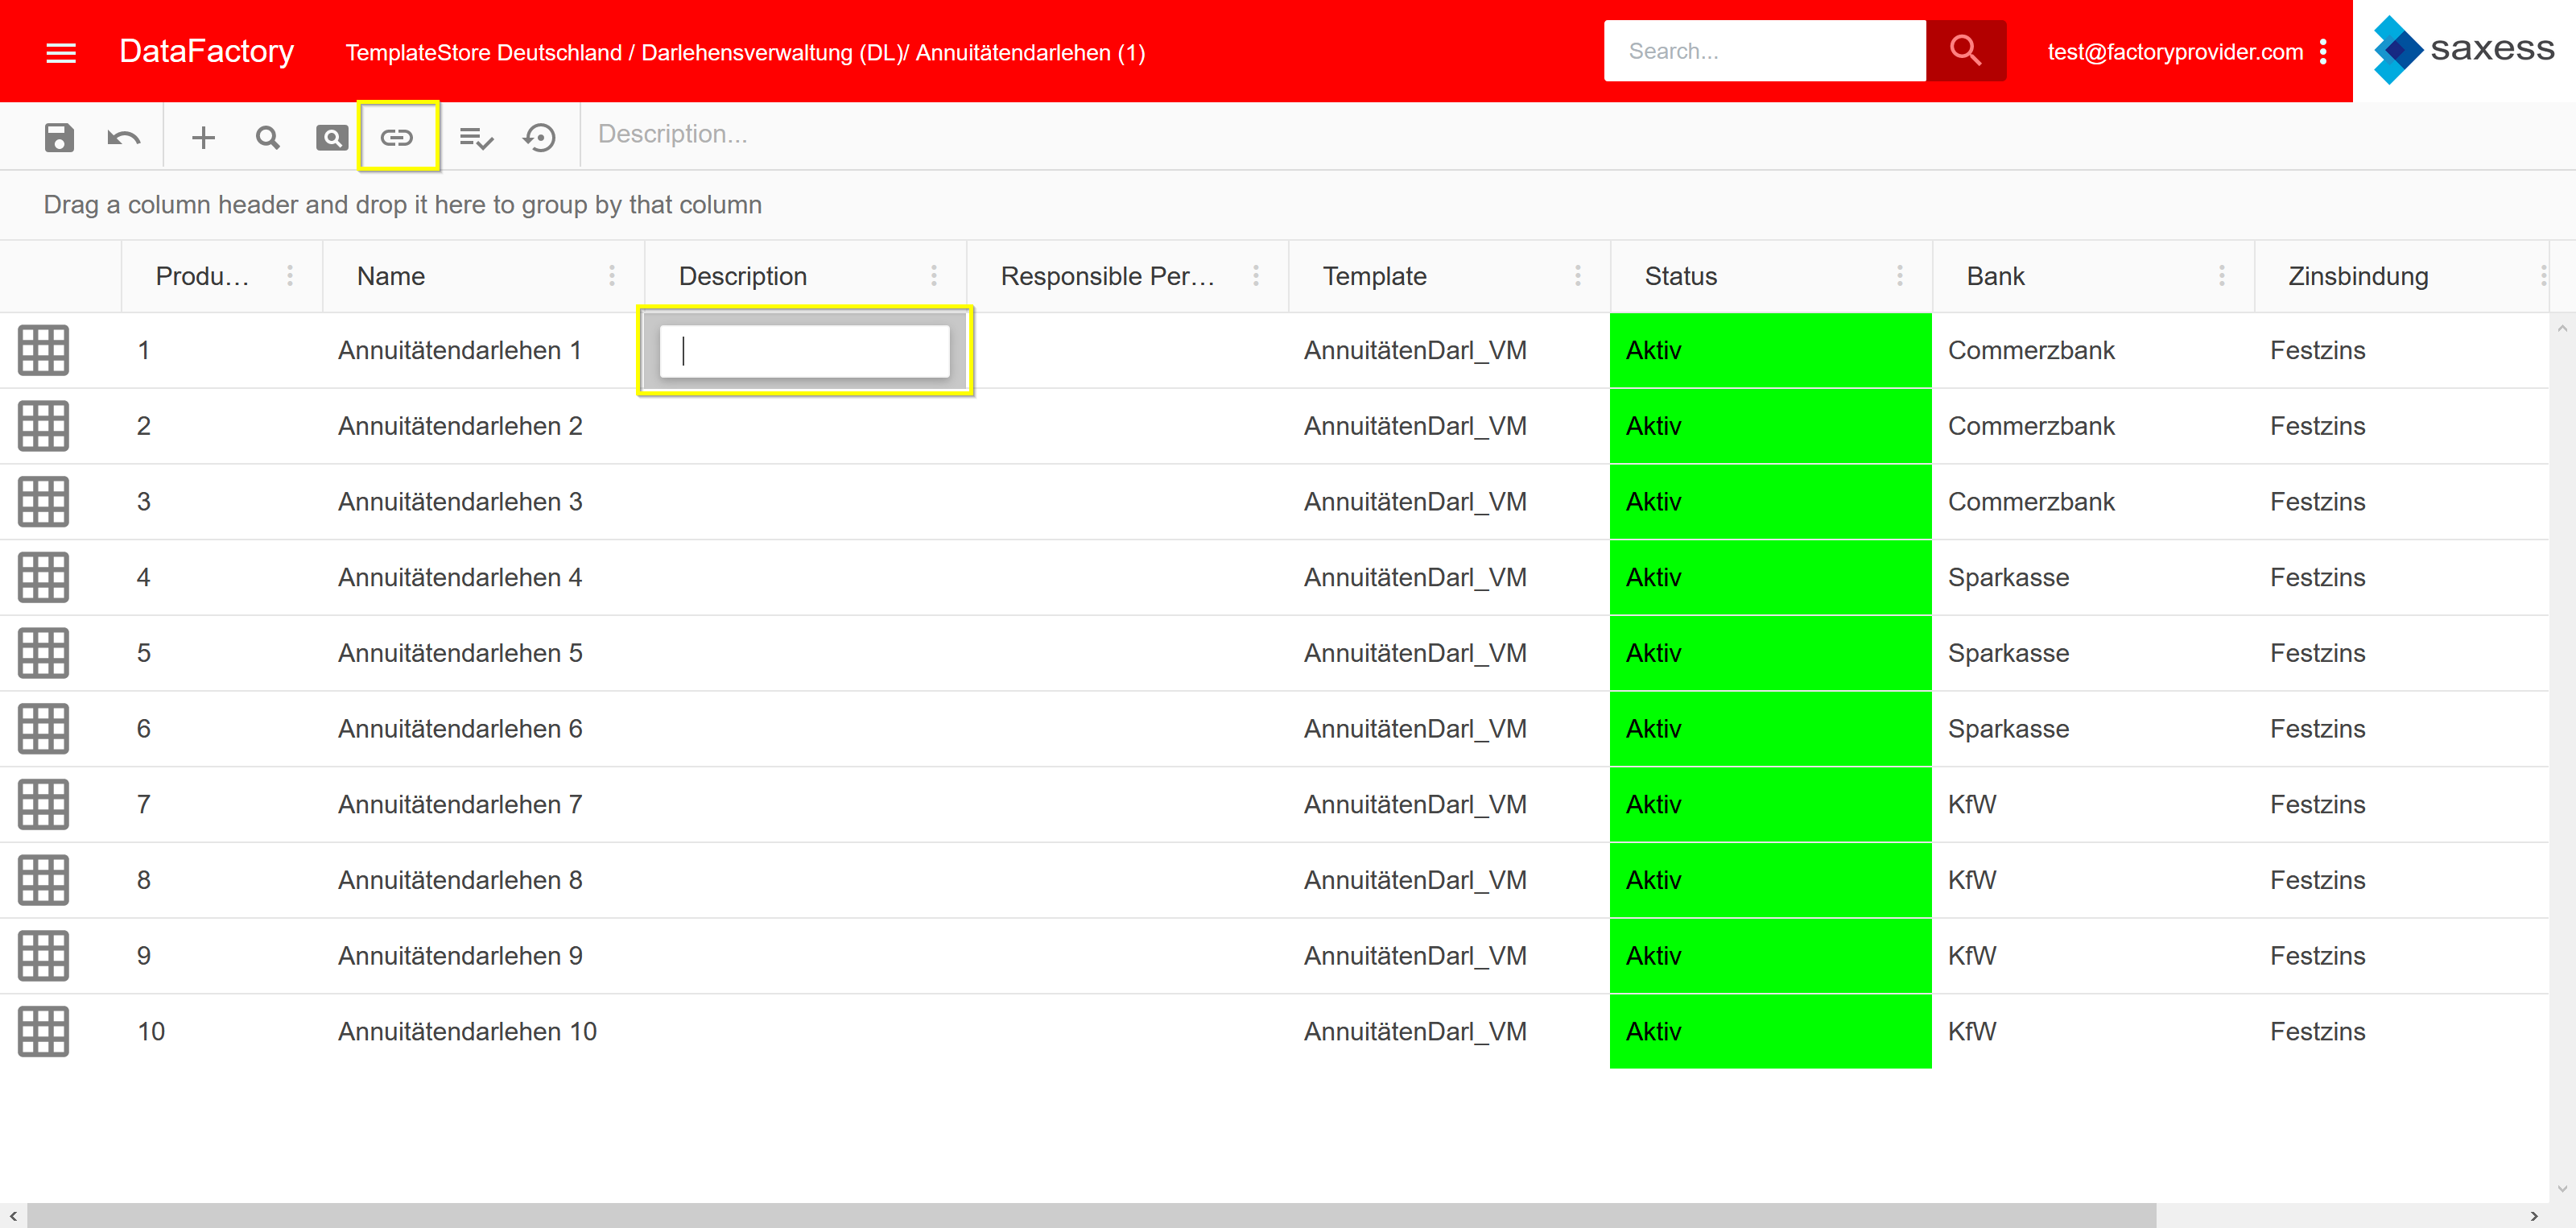 DataFactory TemplateStore Deutschland / Darlehensverwaltung (DL)/ Annuitätendarlehen (1) Search... test@factoryprovider.com saxess
Description...
Drag a column header and drop it here to group by that column
Produ... Name Description Responsible Per... Template Status Bank Zinsbindung
1 Annuitätendarlehen 1 AnnuitätenDarl_VM Aktiv Commerzbank Festzins
2 Annuitätendarlehen 2 AnnuitätenDarl_VM Aktiv Commerzbank Festzins
3 Annuitätendarlehen 3 AnnuitätenDarl_VM Aktiv Commerzbank Festzins
4 Annuitätendarlehen 4 AnnuitätenDarl_VM Aktiv Sparkasse Festzins
5 Annuitätendarlehen 5 AnnuitätenDarl_VM Aktiv Sparkasse Festzins
6 Annuitätendarlehen 6 AnnuitätenDarl_VM Aktiv Sparkasse Festzins
7 Annuitätendarlehen 7 AnnuitätenDarl_VM Aktiv KfW Festzins
8 Annuitätendarlehen 8 AnnuitätenDarl_VM Aktiv KfW Festzins
9 Annuitätendarlehen 9 AnnuitätenDarl_VM Aktiv KfW Festzins
10 Annuitätendarlehen 10 AnnuitätenDarl_VM Aktiv KfW Festzins